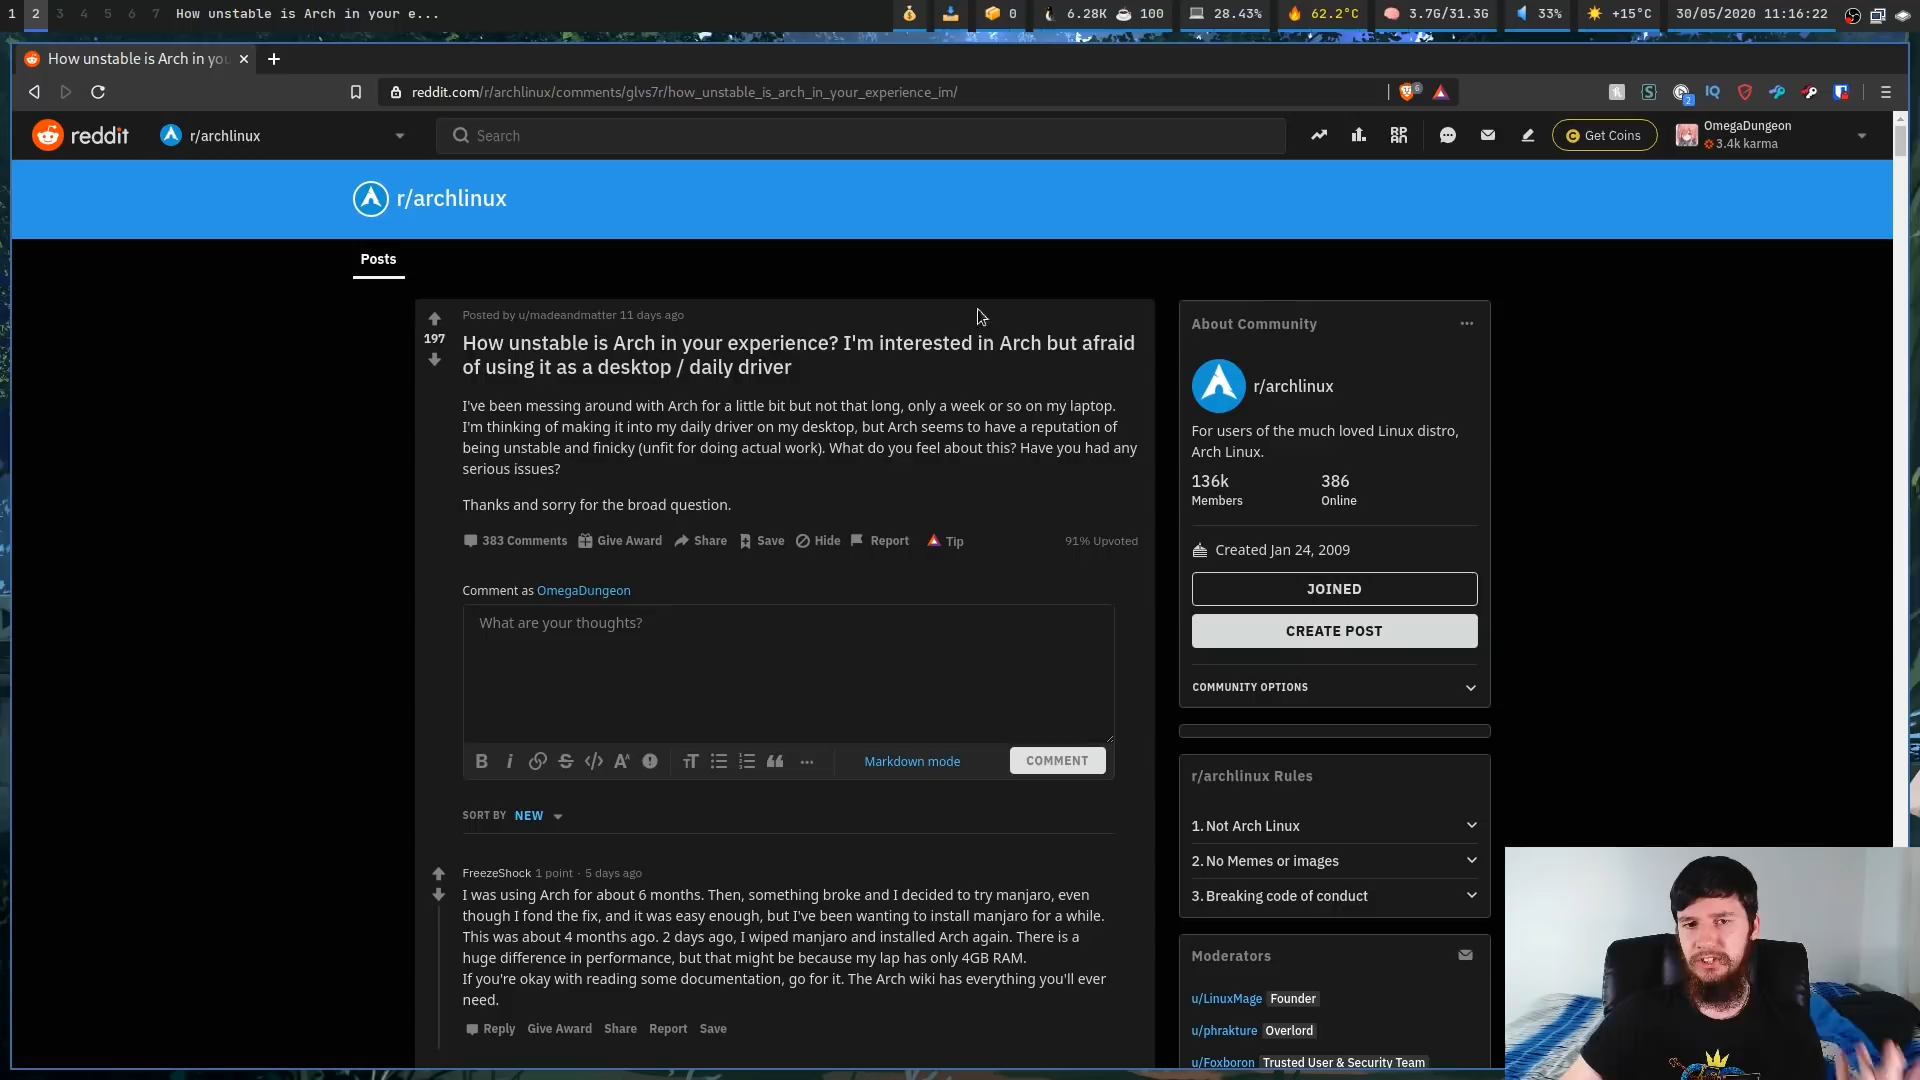 1 2 3 4 5 6 7 How unstable is Arch in your e...
0 6.28K 100 28.43% 62.2°C 3.7G/31.3G 33% +15°C 30/05/2020 11:16:22
How unstable is Arch in you
reddit.com/r/archlinux/comments/glvs7r/how_unstable_is_arch_in_your_experience_im/
6
2
IQ
reddit
r/archlinux
Search
Get Coins
OmegaDungeon
3.4k karma
r/archlinux
Posts
197
Posted by u/madeandmatter 11 days ago
How unstable is Arch in your experience? I'm interested in Arch but afraid
of using it as a desktop / daily driver
I've been messing around with Arch for a little bit but not that long, only a week or so on my laptop.
I'm thinking of making it into my daily driver on my desktop, but Arch seems to have a reputation of
being unstable and finicky (unfit for doing actual work). What do you feel about this? Have you had any
serious issues?
Thanks and sorry for the broad question.
383 Comments Give Award Share Save Hide Report Tip 91% Upvoted
Comment as OmegaDungeon
What are your thoughts?
Markdown mode
COMMENT
SORT BY NEW
FreezeShock 1 point · 5 days ago
I was using Arch for about 6 months. Then, something broke and I decided to try manjaro, even
though I fond the fix, and it was easy enough, but I've been wanting to install manjaro for a while.
This was about 4 months ago. 2 days ago, I wiped manjaro and installed Arch again. There is a
huge difference in performance, but that might be because my lap has only 4GB RAM.
If you're okay with reading some documentation, go for it. The Arch wiki has everything you'll ever
need.
Reply Give Award Share Report Save
About Community
r/archlinux
For users of the much loved Linux distro,
Arch Linux.
136k 386
Members Online
Created Jan 24, 2009
JOINED
CREATE POST
COMMUNITY OPTIONS
r/archlinux Rules
1. Not Arch Linux
2. No Memes or images
3. Breaking code of conduct
Moderators
u/LinuxMage Founder
u/phrakture Overlord
u/Foxboron Trusted User & Security Team